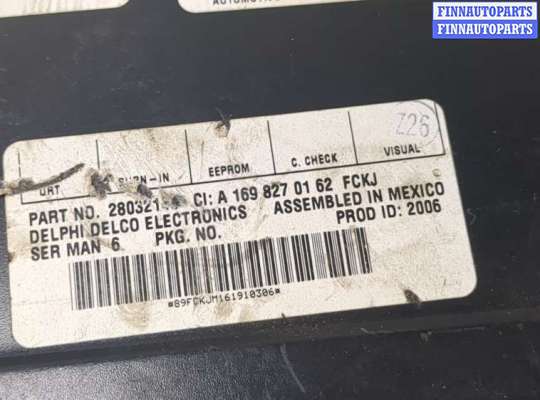 FINNAUTOPARTS
FINNAUTOPARTS
Z26
EEPROM C. CHECK VISUAL
PART NO. CI: A 169 827 01 62 FCKJ
DELPHI DELCO ELECTRONICS ASSEMBLED IN MEXICO
SER MAN 6 PKG. NO. PROD ID: 2006
*89FCKJM161910306*